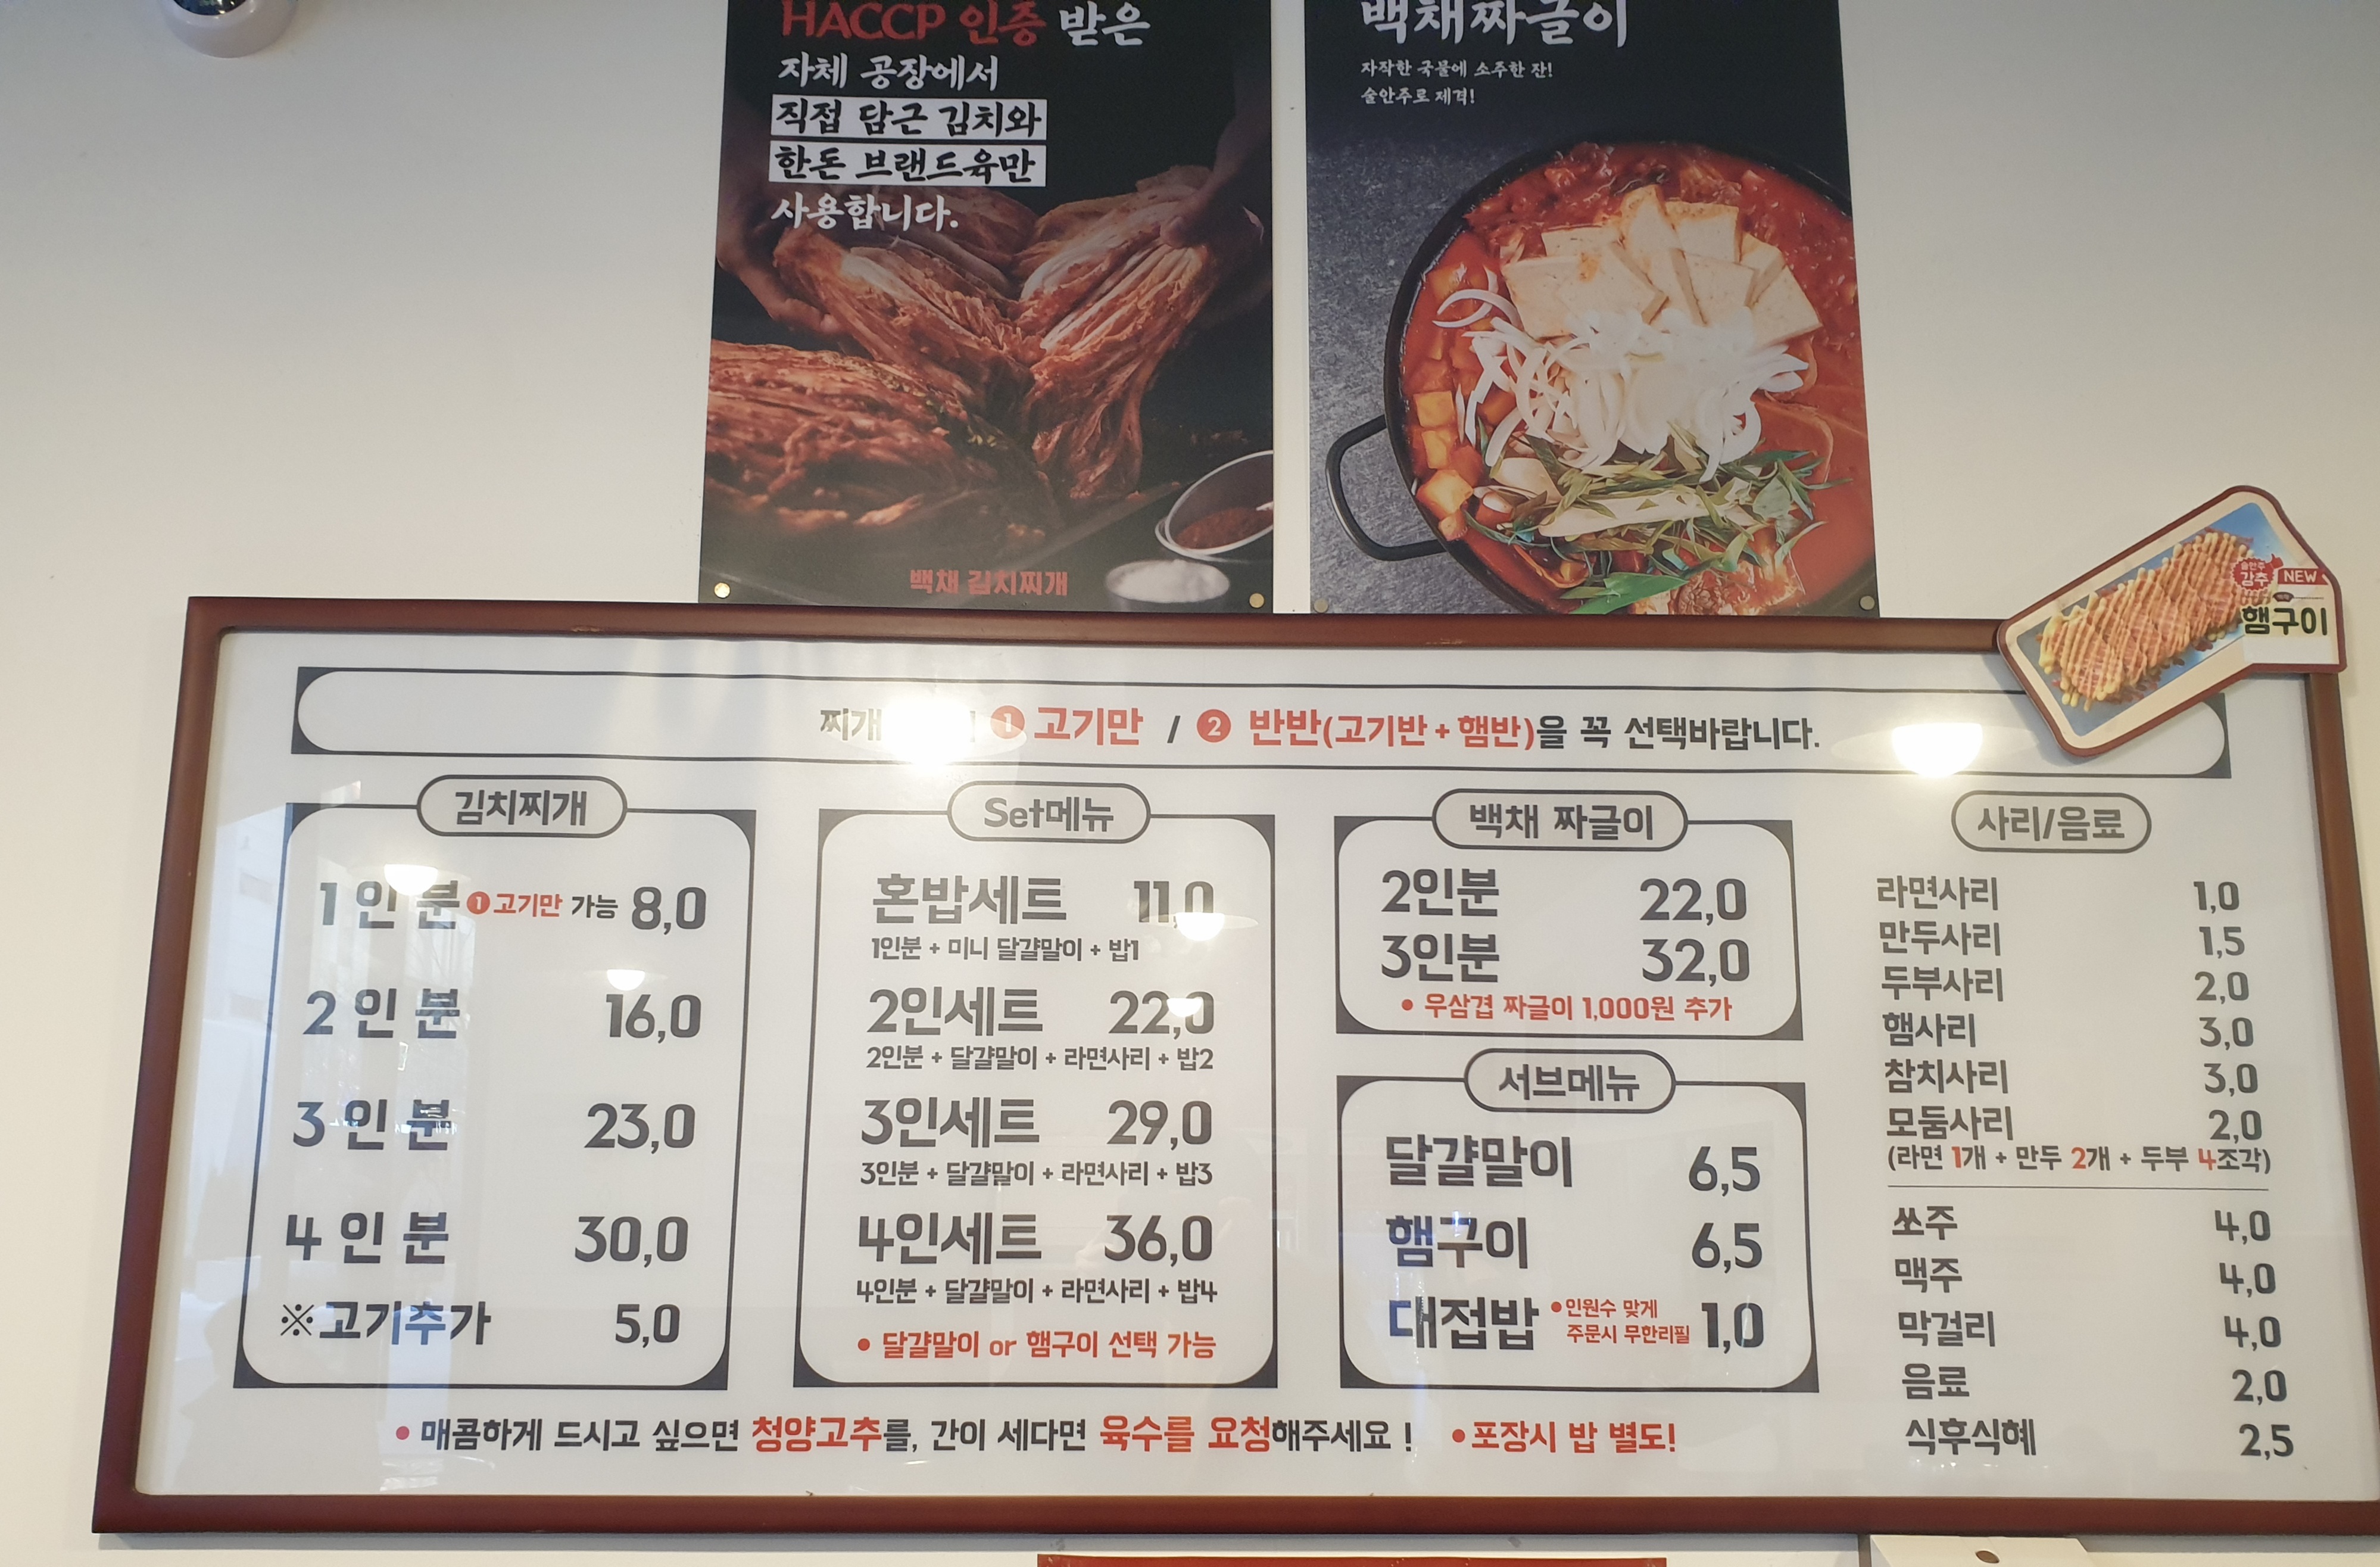 HACCP 인증 받은
자체 공장에서
직접 담근 김치와
한돈 브랜드육만
사용합니다.
백채 김치찌개
백채짜글이
자작한 국물에 소주한 잔!
술안주로 제격!
술안주
강추
NEW
햄구이
찌개 ❶ 고기만 / ❷ 반반(고기반+햄반)을 꼭 선택바랍니다.
김치찌개
1인분 ❶고기만 가능 8,0
2인분 16,0
3인분 23,0
4인분 30,0
※고기추가 5,0
Set메뉴
혼밥세트 11,0
1인분 + 미니 달걀말이 + 밥1
2인세트 22,0
2인분 + 달걀말이 + 라면사리 + 밥2
3인세트 29,0
3인분 + 달걀말이 + 라면사리 + 밥3
4인세트 36,0
4인분 + 달걀말이 + 라면사리 + 밥4
• 달걀말이 or 햄구이 선택 가능
백채 짜글이
2인분 22,0
3인분 32,0
• 우삼겹 짜글이 1,000원 추가
서브메뉴
달걀말이 6,5
햄구이 6,5
대접밥 •인원수 맞게 1,0
주문시 무한리필
사리/음료
라면사리 1,0
만두사리 1,5
두부사리 2,0
햄사리 3,0
참치사리 3,0
모둠사리 2,0
(라면 1개 + 만두 2개 + 두부 4조각)
쏘주 4,0
맥주 4,0
막걸리 4,0
음료 2,0
식후식혜 2,5
• 매콤하게 드시고 싶으면 청양고추를, 간이 세다면 육수를 요청해주세요 ! • 포장시 밥 별도!